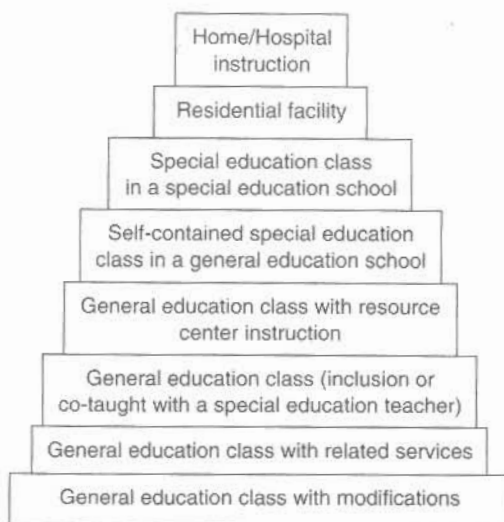 Home/Hospital
instruction
Residential facility
Special education class
in a special education school
Self-contained special education
class in a general education school
General education class with resource
center instruction
General education class (inclusion or
co-taught with a special education teacher)
General education class with related services
General education class with modifications